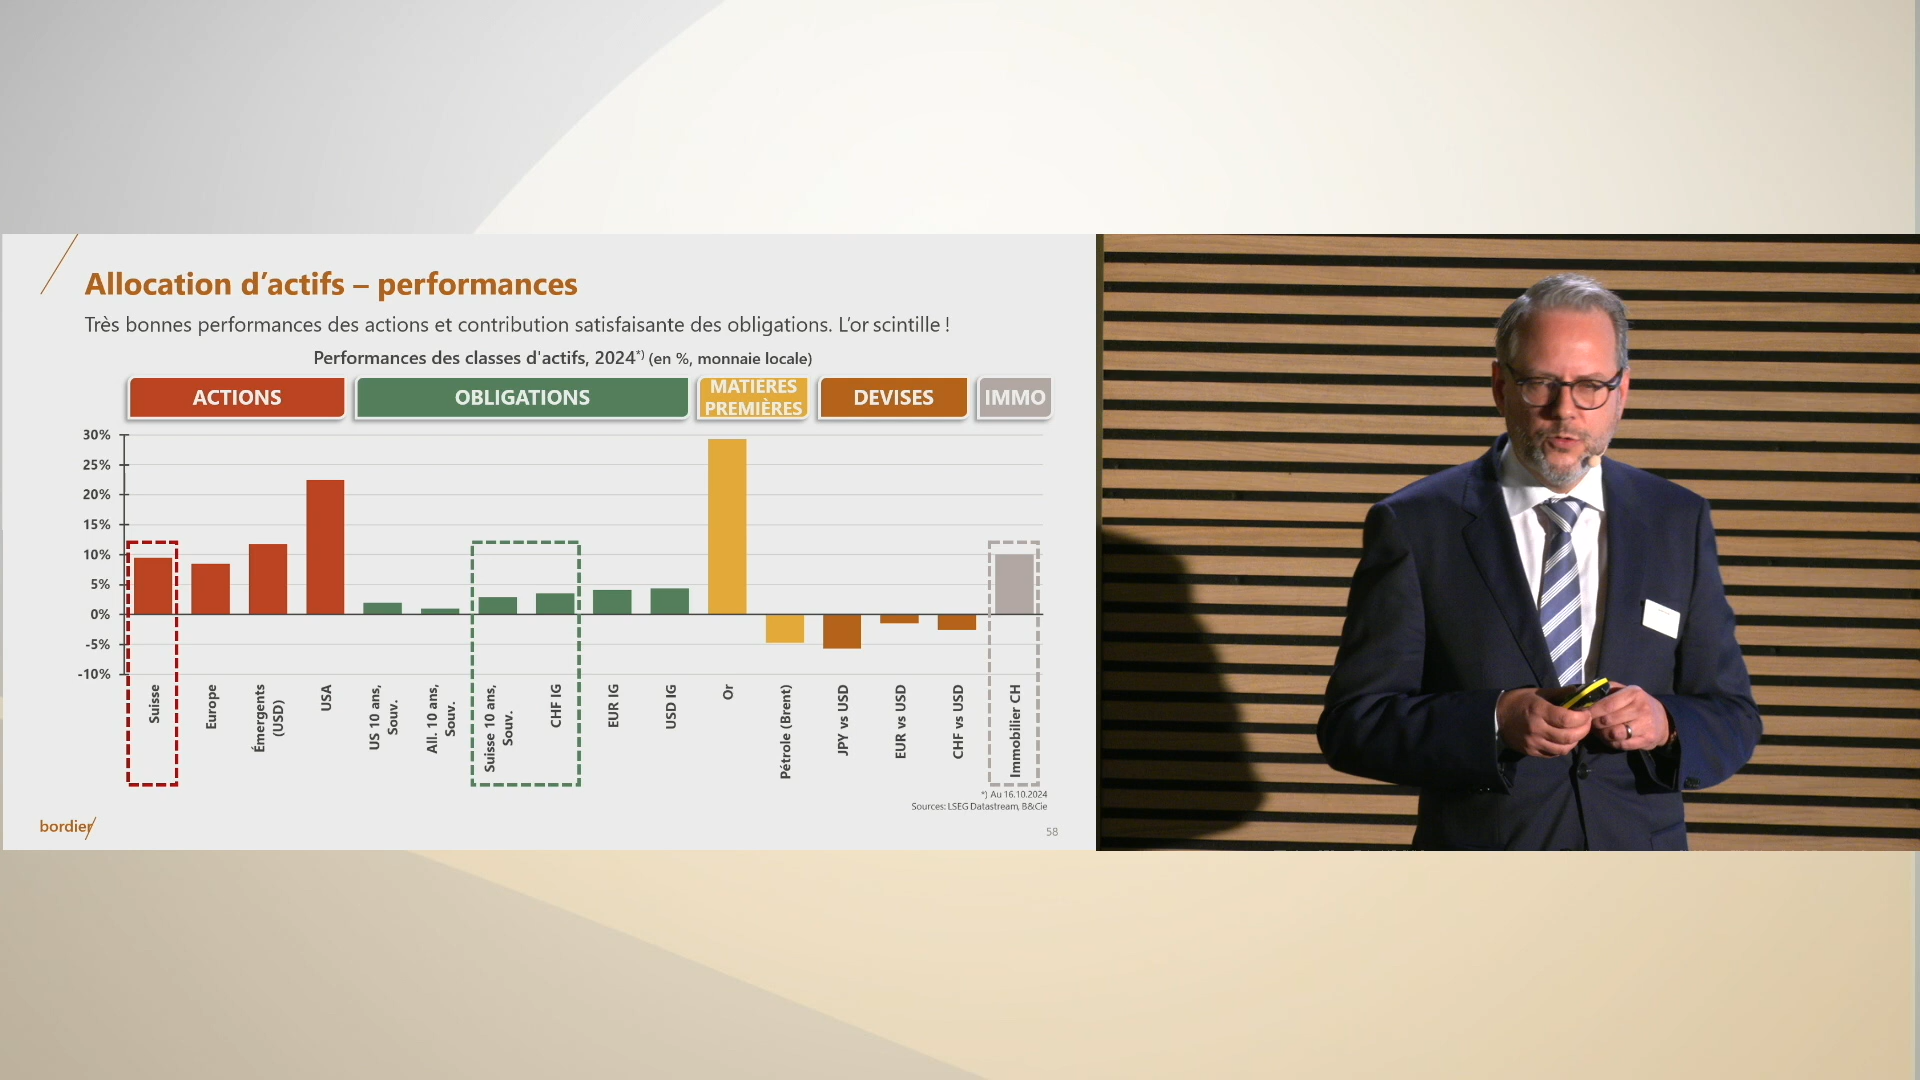 Allocation d'actifs – performances
Très bonnes performances des actions et contribution satisfaisante des obligations. L'or scintille !
Performances des classes d'actifs, 2024*) (en %, monnaie locale)
ACTIONS
OBLIGATIONS
MATIÈRES
PREMIÈRES
DEVISES
IMMO
30%
25%
20%
15%
10%
5%
0%
-5%
-10%
Suisse
Europe
Émergents
(USD)
USA
US 10 ans,
Souv.
All. 10 ans,
Souv.
Suisse 10 ans,
Souv.
CHF IG
EUR IG
USD IG
Or
Pétrole (Brent)
JPY vs USD
EUR vs USD
CHF vs USD
Immobilier CH
*) Au 16.10.2024
Sources: LSEG Datastream, B&Cie
bordier
58